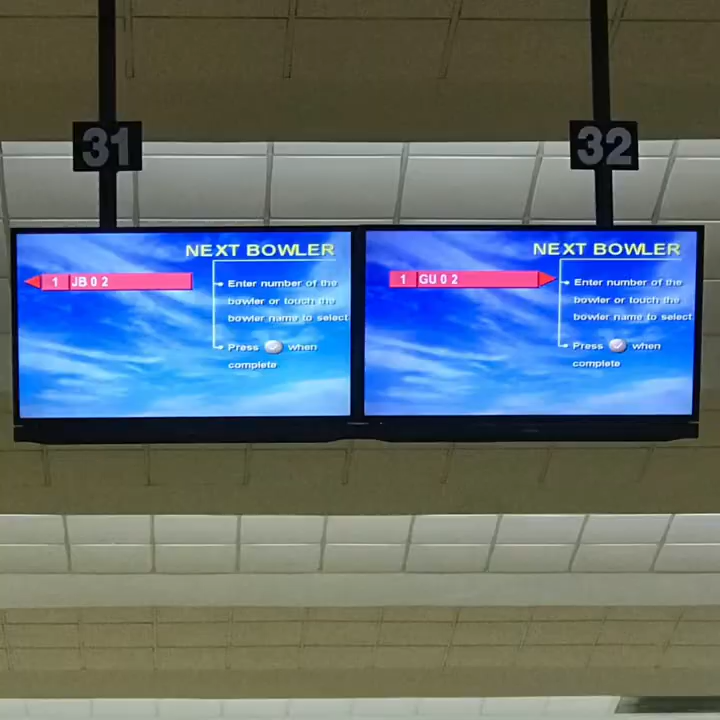 31
32
NEXT BOWLER
1 JB 0 2
Enter number of the
bowler or touch the
bowler name to select
Press when
complete
NEXT BOWLER
1 GU 0 2
Enter number of the
bowler or touch the
bowler name to select
Press when
complete